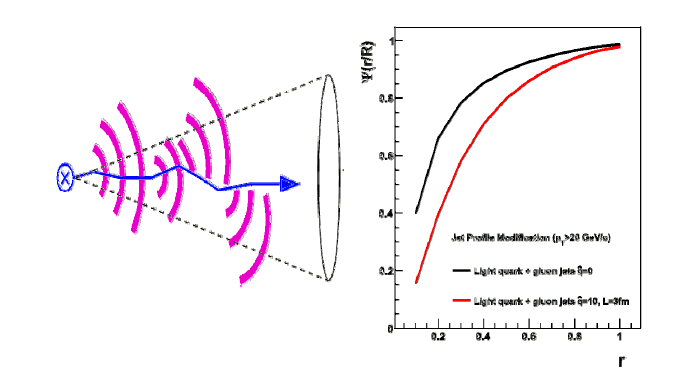 Ψ(r/R)
1
0.8
0.6
0.4
0.2
0
Jet Profile Modification (pT>20 GeV/c)
Light quark + gluon jets q̂=0
Light quark + gluon jets q̂=10, L=3fm
0.2 0.4 0.6 0.8 1
r